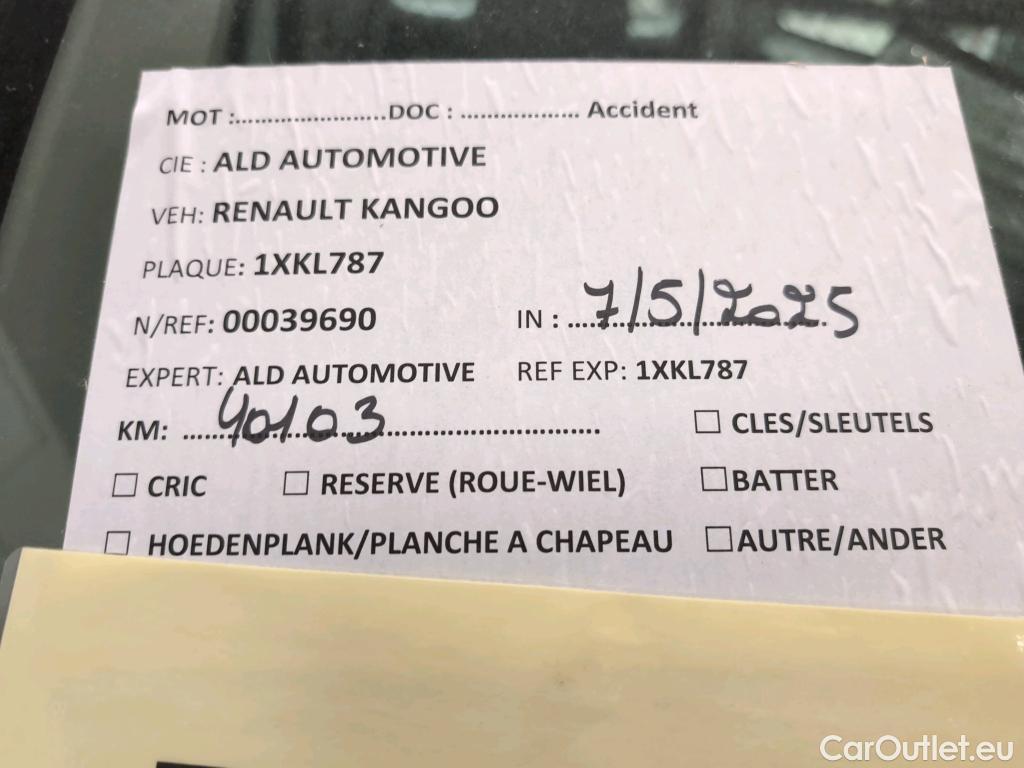 MOT :........................DOC : ................... Accident
CIE : ALD AUTOMOTIVE
VEH: RENAULT KANGOO
PLAQUE: 1XKL787
N/REF: 00039690 IN : 7/5/2025
EXPERT: ALD AUTOMOTIVE REF EXP: 1XKL787
KM: 40103 ☐ CLES/SLEUTELS
☐ CRIC ☐ RESERVE (ROUE-WIEL) ☐ BATTER
☐ HOEDENPLANK/PLANCHE A CHAPEAU ☐ AUTRE/ANDER
CarOutlet.eu